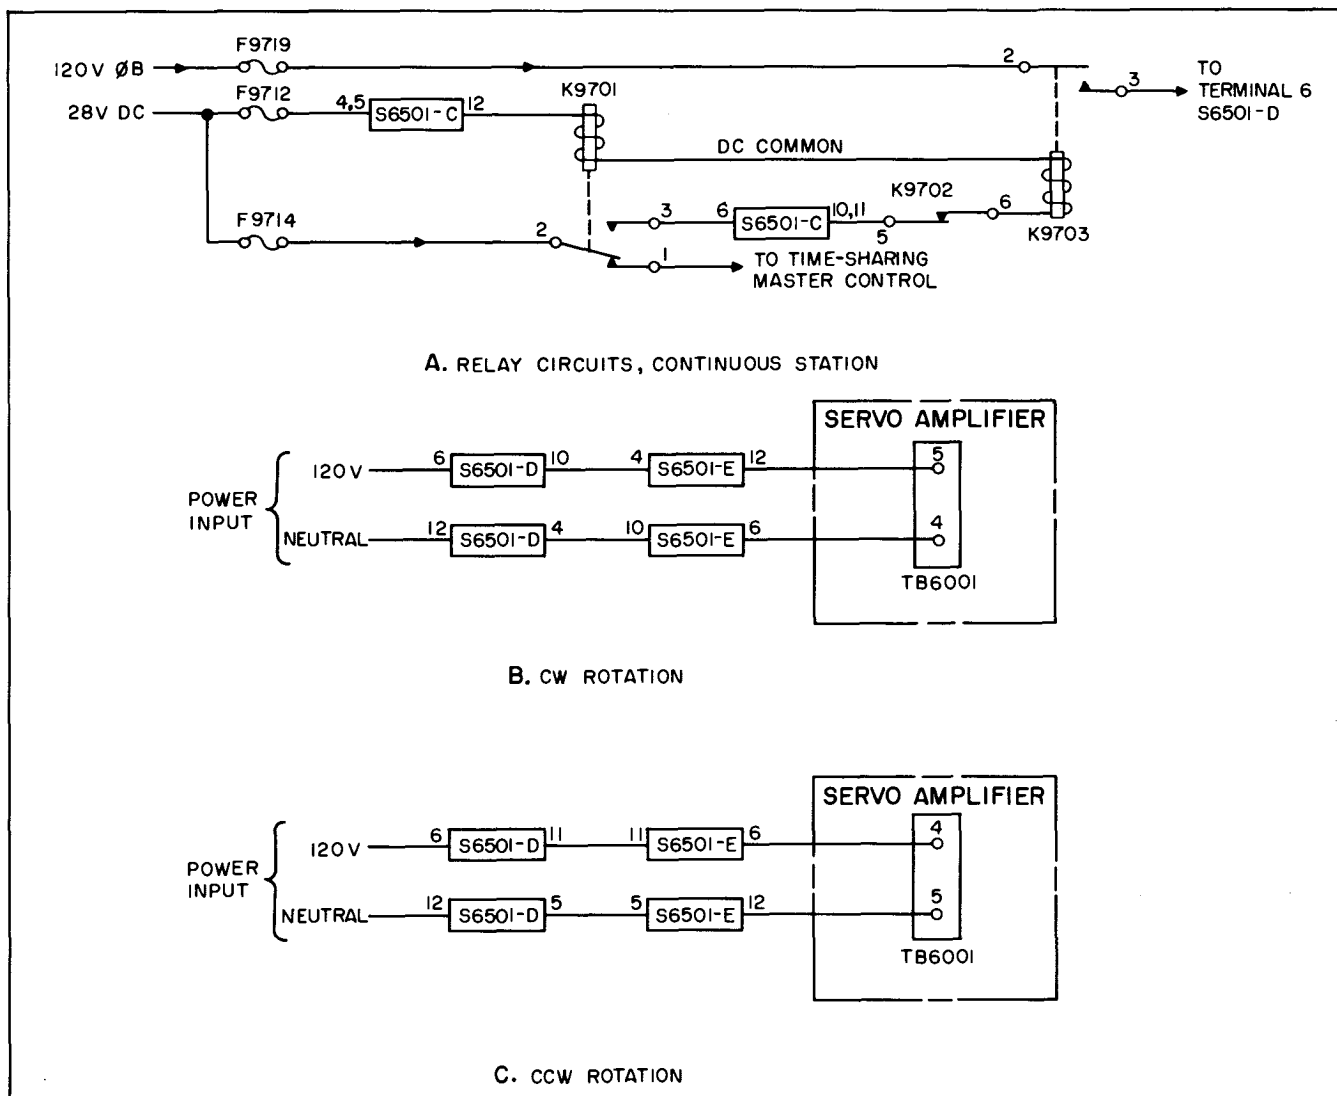 F9719
120V ØB
2
3
TO
TERMINAL 6
S6501-D
F9712
K9701
28V DC
4,5
S6501-C
12
DC COMMON
K9702
F9714
2
3
6
S6501-C
10,11
5
6
K9703
1
TO TIME-SHARING
MASTER CONTROL
A. RELAY CIRCUITS, CONTINUOUS STATION
SERVO AMPLIFIER
POWER
INPUT
120V
6
S6501-D
10
4
S6501-E
12
5
NEUTRAL
12
S6501-D
4
10
S6501-E
6
4
TB6001
B. CW ROTATION
SERVO AMPLIFIER
POWER
INPUT
120V
6
S6501-D
11
11
S6501-E
6
4
NEUTRAL
12
S6501-D
5
5
S6501-E
12
5
TB6001
C. CCW ROTATION